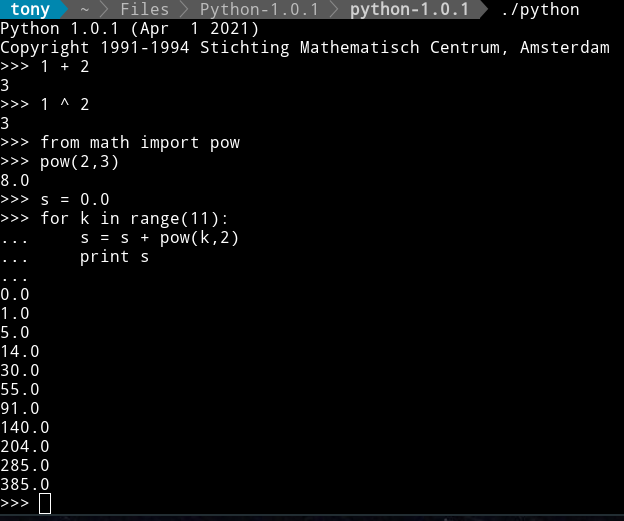 tony ~ Files Python-1.0.1 python-1.0.1 ./python
Python 1.0.1 (Apr  1 2021)
Copyright 1991-1994 Stichting Mathematisch Centrum, Amsterdam
>>> 1 + 2
3
>>> 1 ^ 2
3
>>> from math import pow
>>> pow(2,3)
8.0
>>> s = 0.0
>>> for k in range(11):
...     s = s + pow(k,2)
...     print s
...
0.0
1.0
5.0
14.0
30.0
55.0
91.0
140.0
204.0
285.0
385.0
>>>